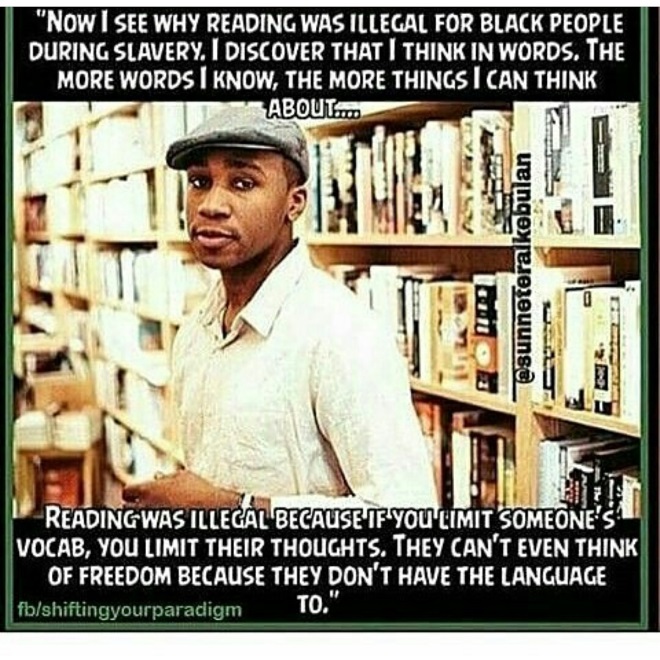 "NOW I SEE WHY READING WAS ILLEGAL FOR BLACK PEOPLE
DURING SLAVERY. I DISCOVER THAT I THINK IN WORDS. THE
MORE WORDS I KNOW, THE MORE THINGS I CAN THINK
ABOUT....
@sunneteraikebulan
READING WAS ILLEGAL BECAUSE IF YOU LIMIT SOMEONE'S
VOCAB, YOU LIMIT THEIR THOUGHTS. THEY CAN'T EVEN THINK
OF FREEDOM BECAUSE THEY DON'T HAVE THE LANGUAGE
TO."
fb/shiftingyourparadigm